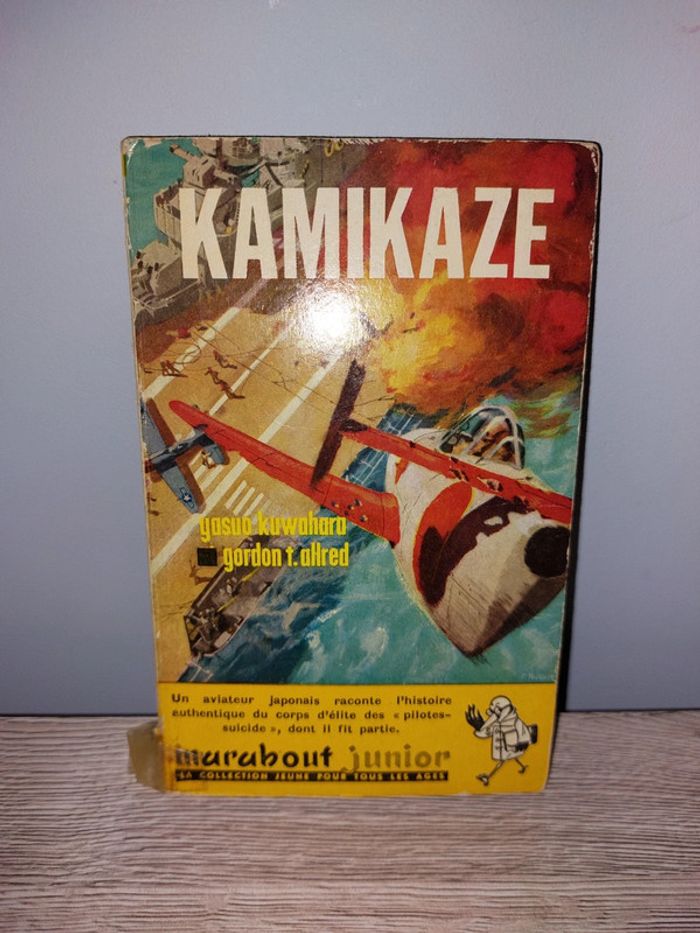 KAMIKAZE
yasuo kuwahara
gordon t. allred
Un aviateur japonais raconte l'histoire
authentique du corps d'élite des « pilotes-
suicide », dont il fit partie.
marabout junior
LA COLLECTION JEUNE POUR TOUS LES AGES